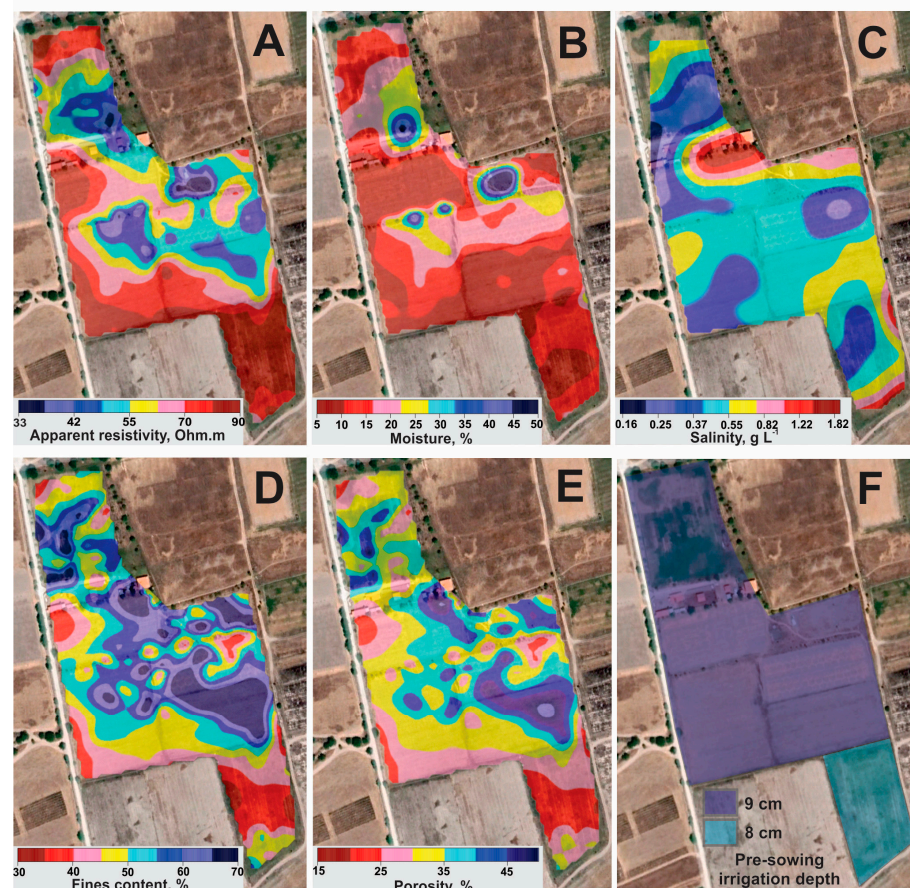 A
B
C
33 42 55 70 90
Apparent resistivity, Ohm.m
5 10 15 20 25 30 35 40 45 50
Moisture, %
0.16 0.25 0.37 0.55 0.82 1.22 1.82
Salinity, g L⁻¹
D
E
F
30 40 50 60 70
Fines content, %
15 25 35 45
Porosity, %
9 cm
8 cm
Pre-sowing
irrigation depth